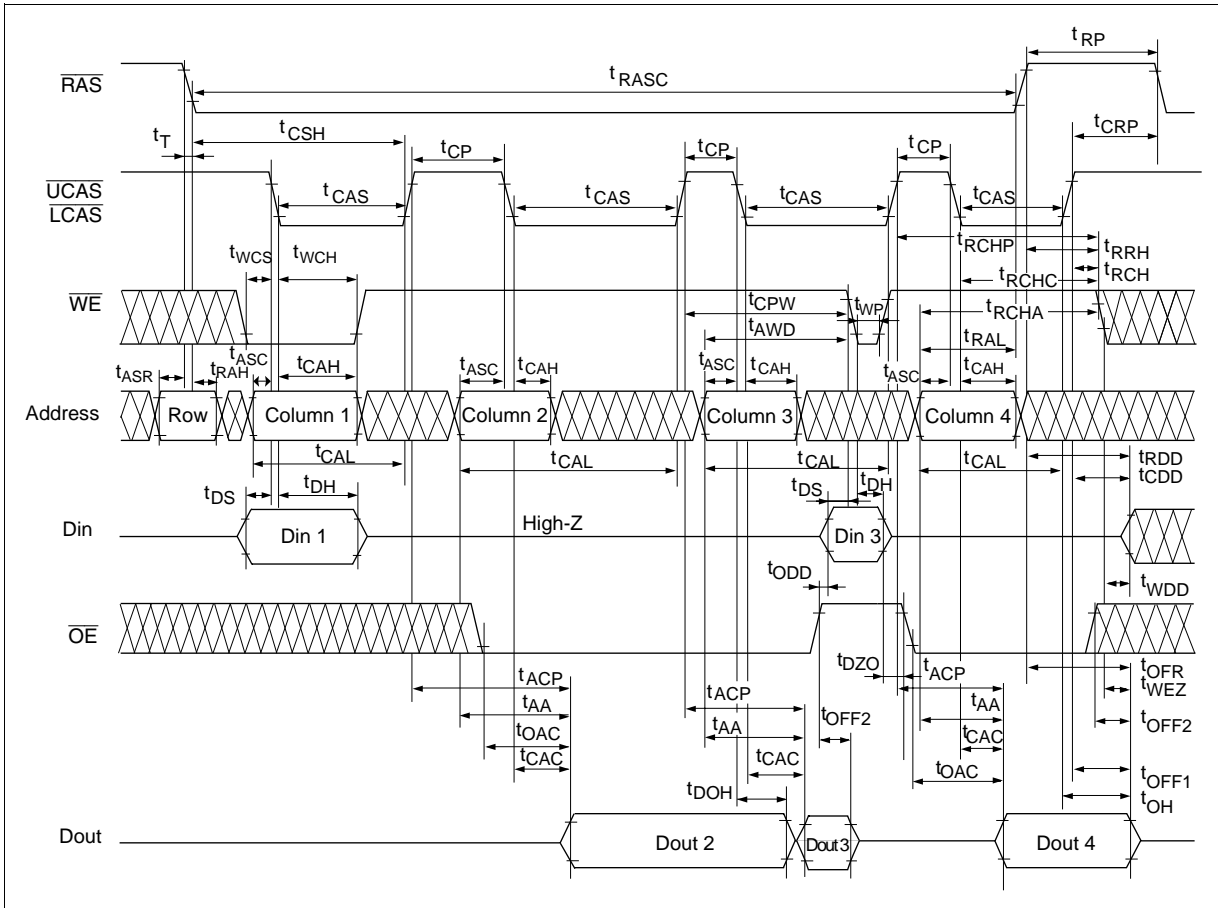 tRP
RAS
tRASC
tT
tCSH
tCRP
tCP
tCP
tCP
UCAS
LCAS
tCAS
tCAS
tCAS
tCAS
tWCS
tWCH
tRCHP
tRRH
tRCH
tRCHC
WE
tCPW
tWP
tRCHA
tAWD
tRAL
tASR
tRAH
tASC
tCAH
tASC
tCAH
tASC
tCAH
tASC
tCAH
Address
Row
Column 1
Column 2
Column 3
Column 4
tCAL
tCAL
tCAL
tCAL
tRDD
tCDD
tDS
tDH
tDS
tDH
Din
Din 1
High-Z
Din 3
tODD
tWDD
OE
tDZO
tACP
tACP
tACP
tOFR
tWEZ
tAA
tAA
tOFF2
tAA
tOFF2
tOAC
tCAC
tCAC
tCAC
tOAC
tDOH
tOFF1
tOH
Dout
Dout 2
Dout 3
Dout 4